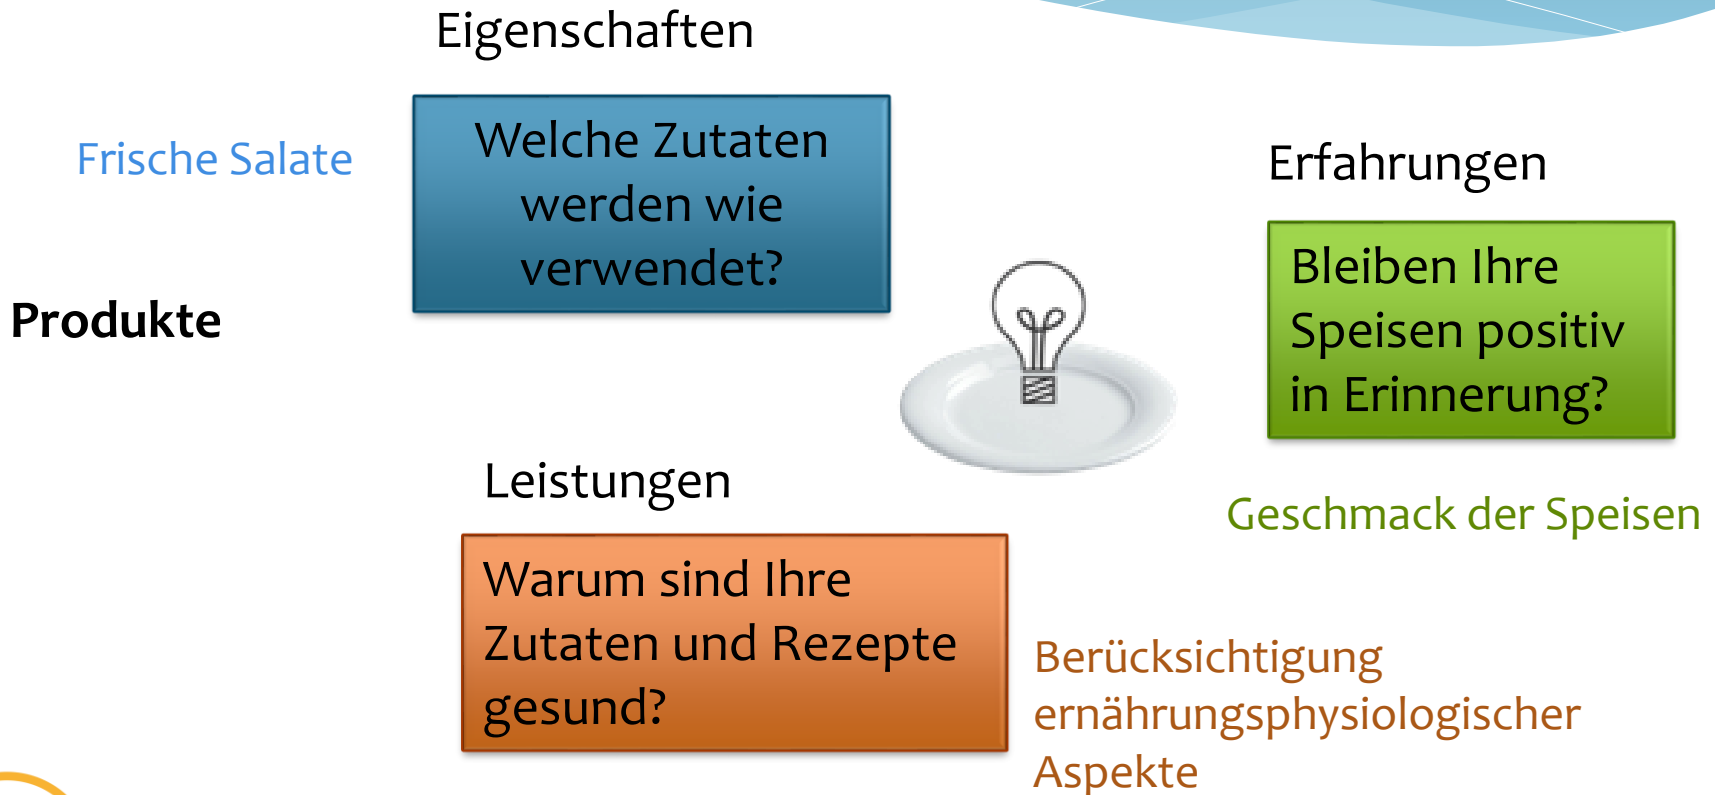 Eigenschaften
Frische Salate
Welche Zutaten
werden wie
verwendet?
Erfahrungen
Bleiben Ihre
Speisen positiv
in Erinnerung?
Produkte
Leistungen
Geschmack der Speisen
Warum sind Ihre
Zutaten und Rezepte
gesund?
Berücksichtigung
ernährungsphysiologischer
Aspekte